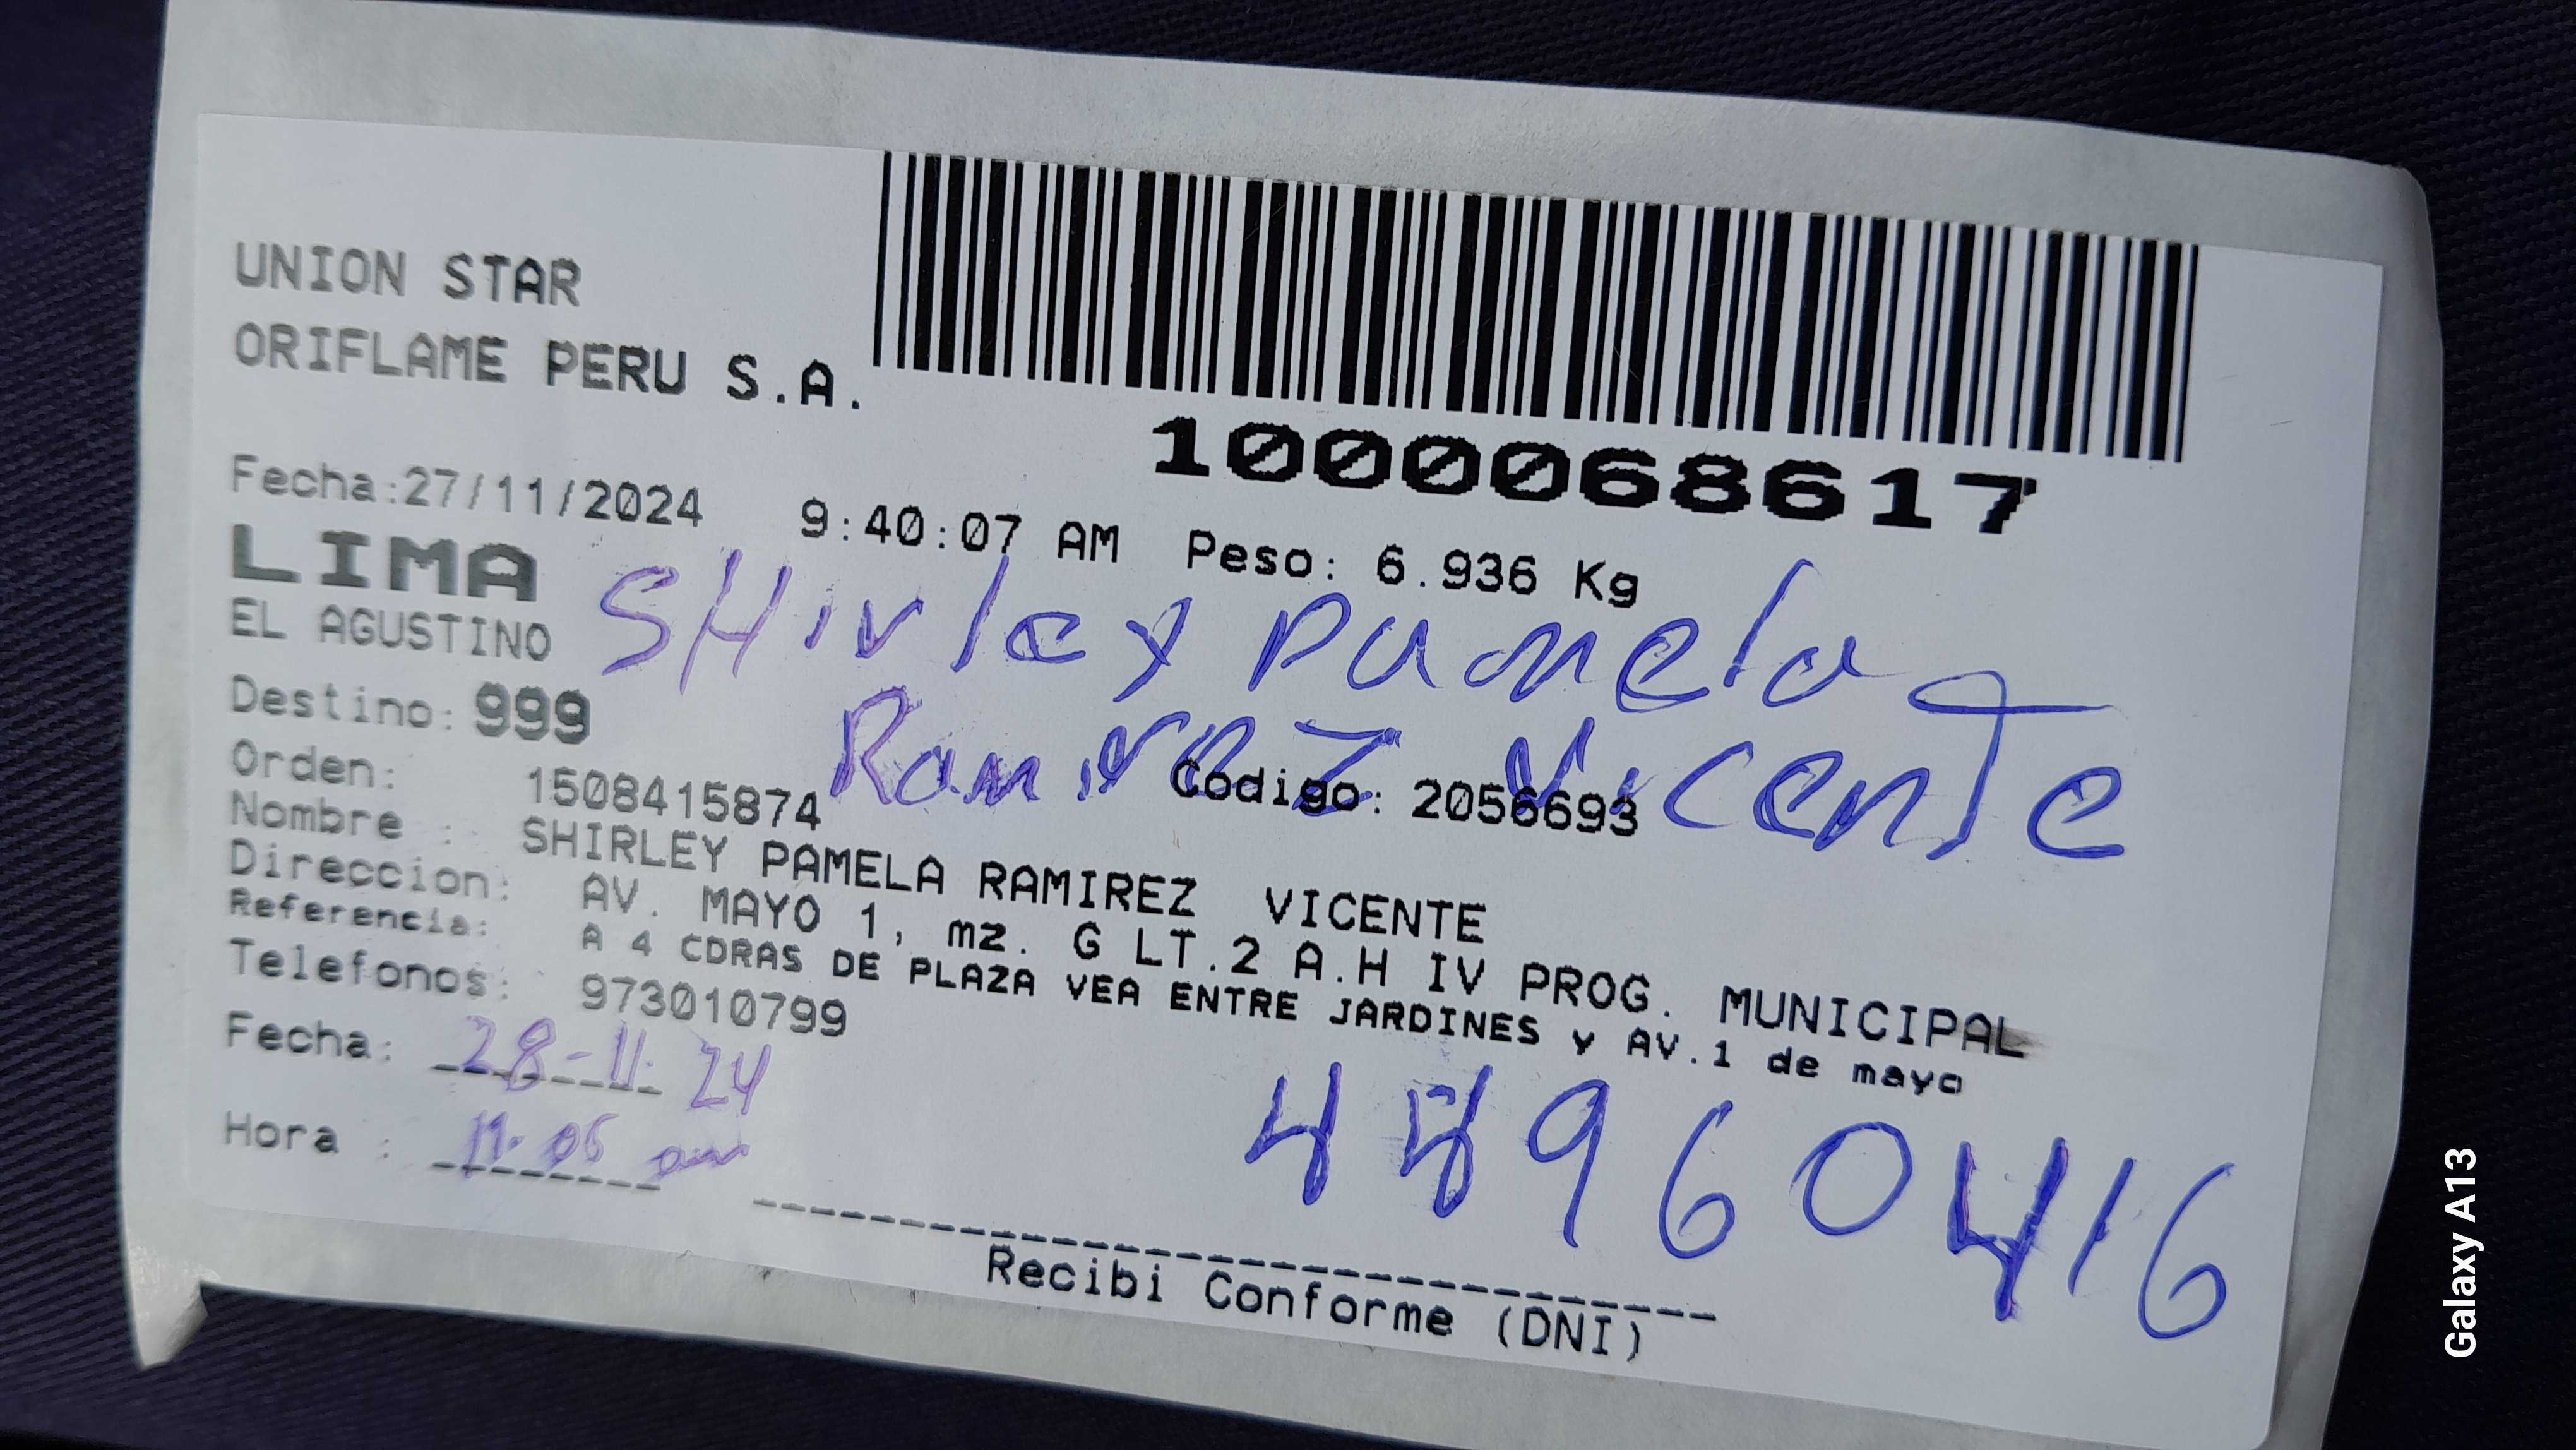 UNION STAR
ORIFLAME PERU S.A.
1000068617
Fecha:27/11/2024 9:40:07 AM Peso: 6.936 Kg
LIMA
EL AGUSTINO
SHirley pamela
Ramirez Vicente
Destino: 999
Orden: 1508415874 Codigo: 2056693
Nombre : SHIRLEY PAMELA RAMIREZ VICENTE
Direccion: AV. MAYO 1, mz. G LT.2 A.H IV PROG. MUNICIPAL
Referencia: A 4 CDRAS DE PLAZA VEA ENTRE JARDINES y AV.1 de mayo
Telefonos: 973010799
Fecha: 28-11-24
Hora : 11:05 am
Recibi Conforme (DNI)
Galaxy A13